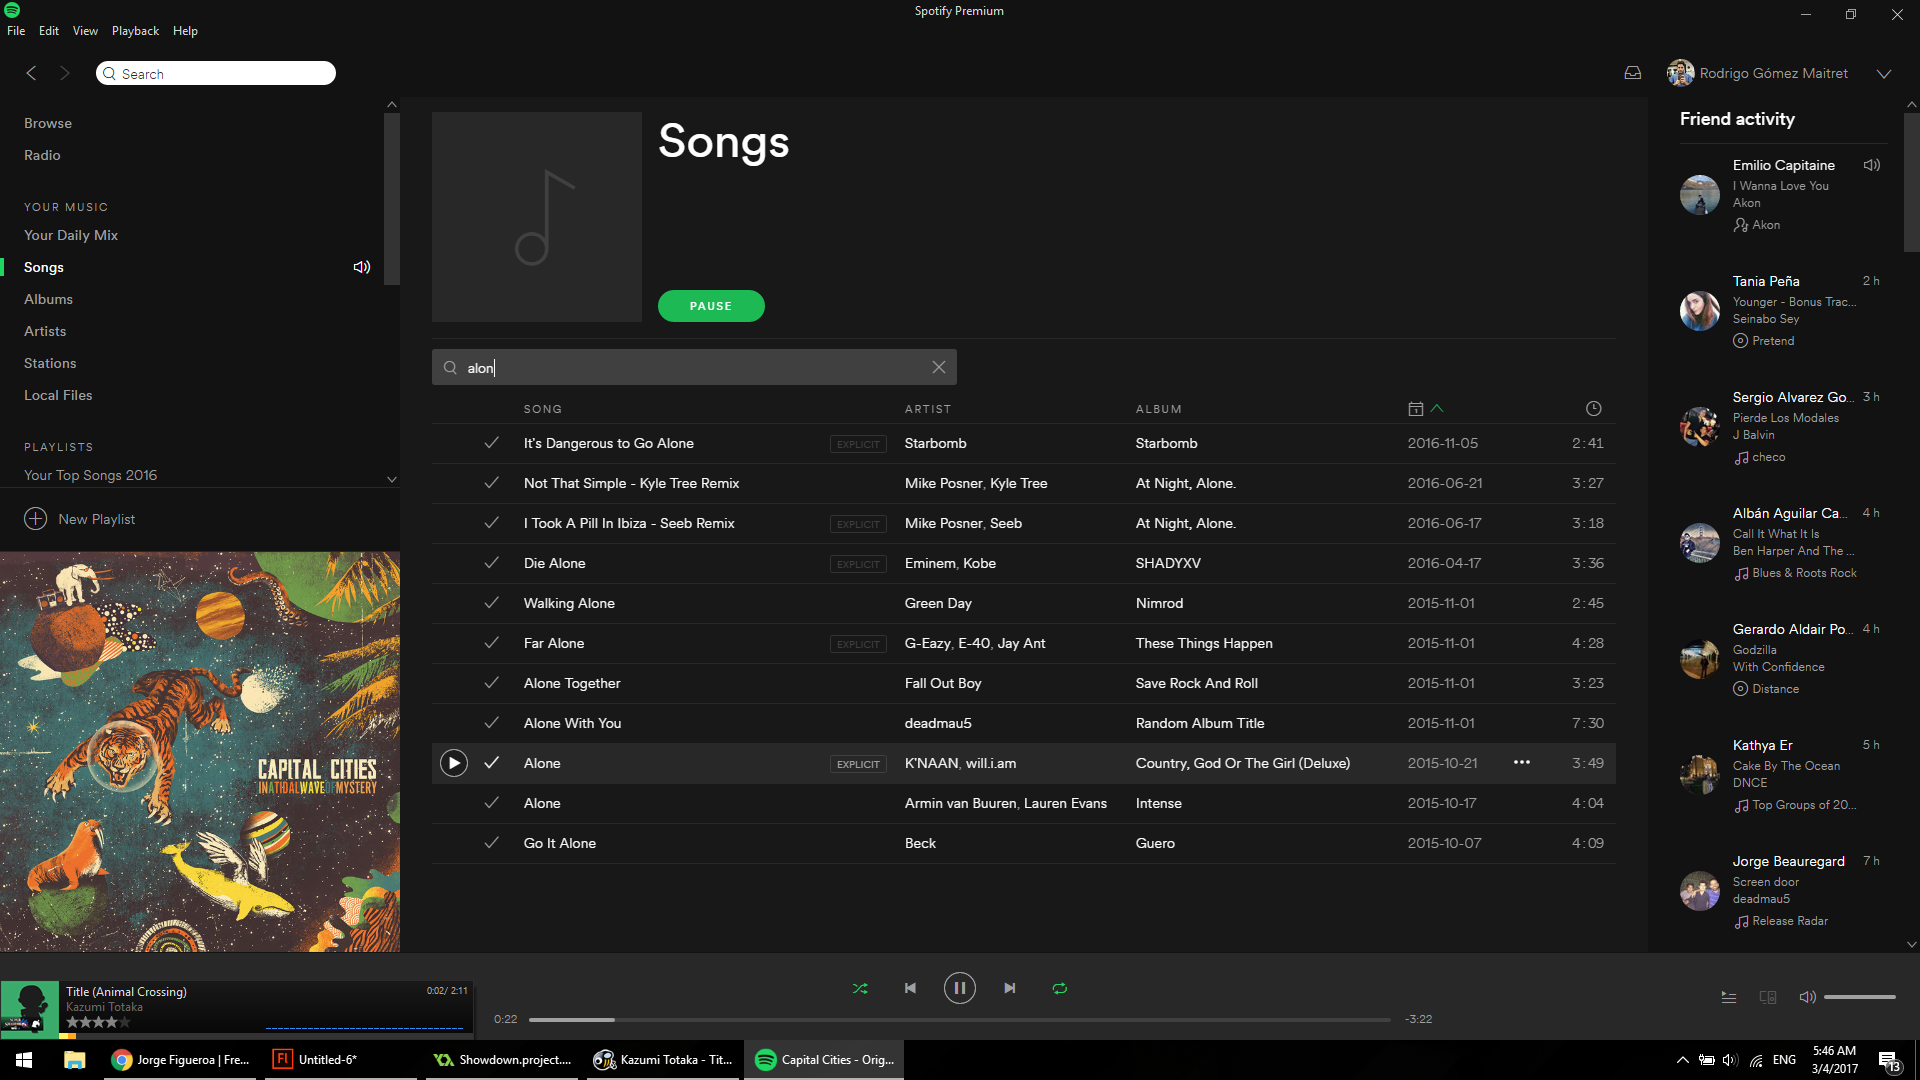 Spotify Premium
File Edit View Playback Help
Search
Rodrigo Gómez Maitret
Browse
Radio
YOUR MUSIC
Your Daily Mix
Songs
Albums
Artists
Stations
Local Files
PLAYLISTS
Your Top Songs 2016
New Playlist
CAPITAL CITIES
IN A TIDAL WAVE OF MYSTERY
Songs
PAUSE
alon
SONG ARTIST ALBUM
It's Dangerous to Go Alone EXPLICIT Starbomb Starbomb 2016-11-05 2:41
Not That Simple - Kyle Tree Remix Mike Posner, Kyle Tree At Night, Alone. 2016-06-21 3:27
I Took A Pill In Ibiza - Seeb Remix EXPLICIT Mike Posner, Seeb At Night, Alone. 2016-06-17 3:18
Die Alone EXPLICIT Eminem, Kobe SHADYXV 2016-04-17 3:36
Walking Alone Green Day Nimrod 2015-11-01 2:45
Far Alone EXPLICIT G-Eazy, E-40, Jay Ant These Things Happen 2015-11-01 4:28
Alone Together Fall Out Boy Save Rock And Roll 2015-11-01 3:23
Alone With You deadmau5 Random Album Title 2015-11-01 7:30
Alone EXPLICIT K'NAAN, will.i.am Country, God Or The Girl (Deluxe) 2015-10-21 ••• 3:49
Alone Armin van Buuren, Lauren Evans Intense 2015-10-17 4:04
Go It Alone Beck Guero 2015-10-07 4:09
Friend activity
Emilio Capitaine
I Wanna Love You
Akon
Akon
Tania Peña 2 h
Younger - Bonus Trac...
Seinabo Sey
Pretend
Sergio Alvarez Go... 3 h
Pierde Los Modales
J Balvin
checo
Albán Aguilar Ca... 4 h
Call It What It Is
Ben Harper And The ...
Blues & Roots Rock
Gerardo Aldair Po... 4 h
Godzilla
With Confidence
Distance
Kathya Er 5 h
Cake By The Ocean
DNCE
Top Groups of 20...
Jorge Beauregard 7 h
Screen door
deadmau5
Release Radar
Title (Animal Crossing) 0:02/ 2:11
Kazumi Totaka
0:22 -3:22
Jorge Figueroa | Fre... Untitled-6* Showdown.project.... Kazumi Totaka - Tit... Capital Cities - Orig... ENG
5:46 AM
3/4/2017
13